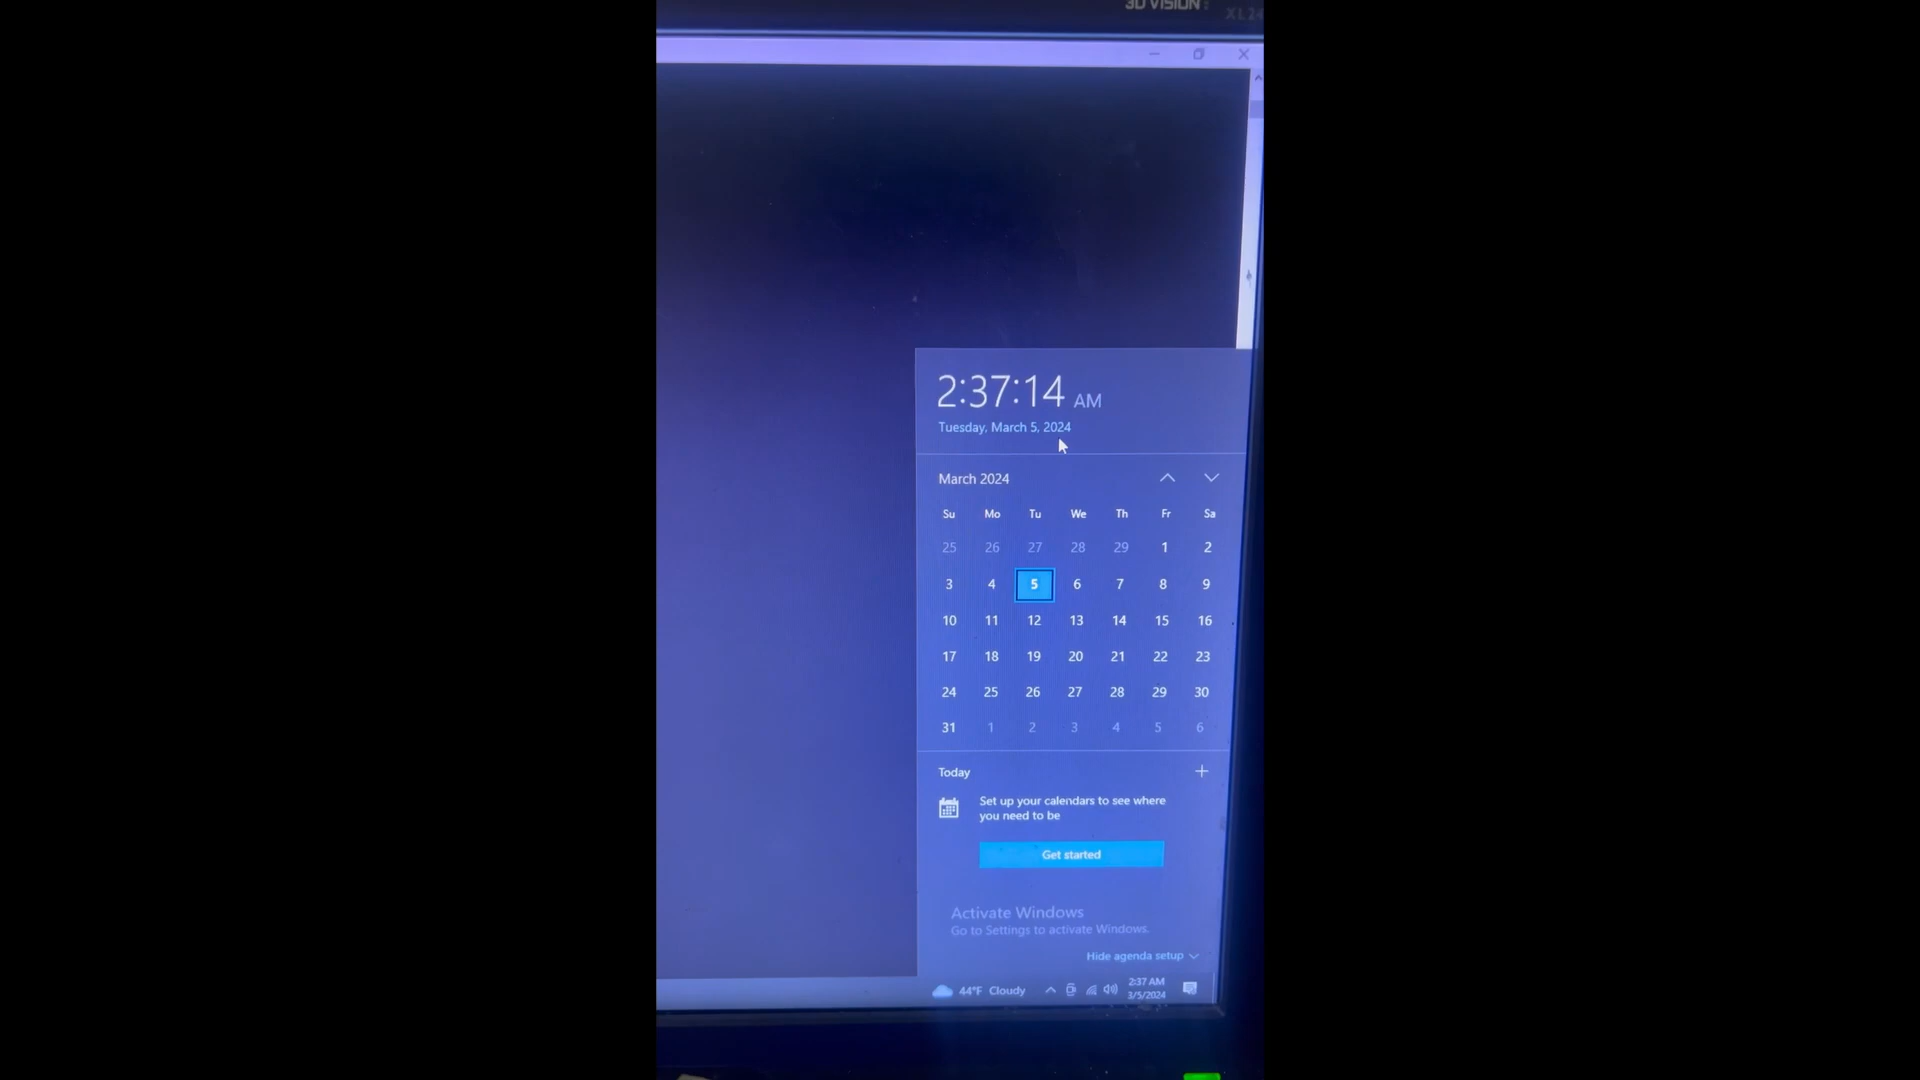 3D VISION
XL24
2:37:14 AM
Tuesday, March 5, 2024
March 2024
Su Mo Tu We Th Fr Sa
25 26 27 28 29 1 2
3 4 5 6 7 8 9
10 11 12 13 14 15 16
17 18 19 20 21 22 23
24 25 26 27 28 29 30
31 1 2 3 4 5 6
Today
Set up your calendars to see where
you need to be
Get started
Activate Windows
Go to Settings to activate Windows.
Hide agenda setup
44°F Cloudy
2:37 AM
3/5/2024